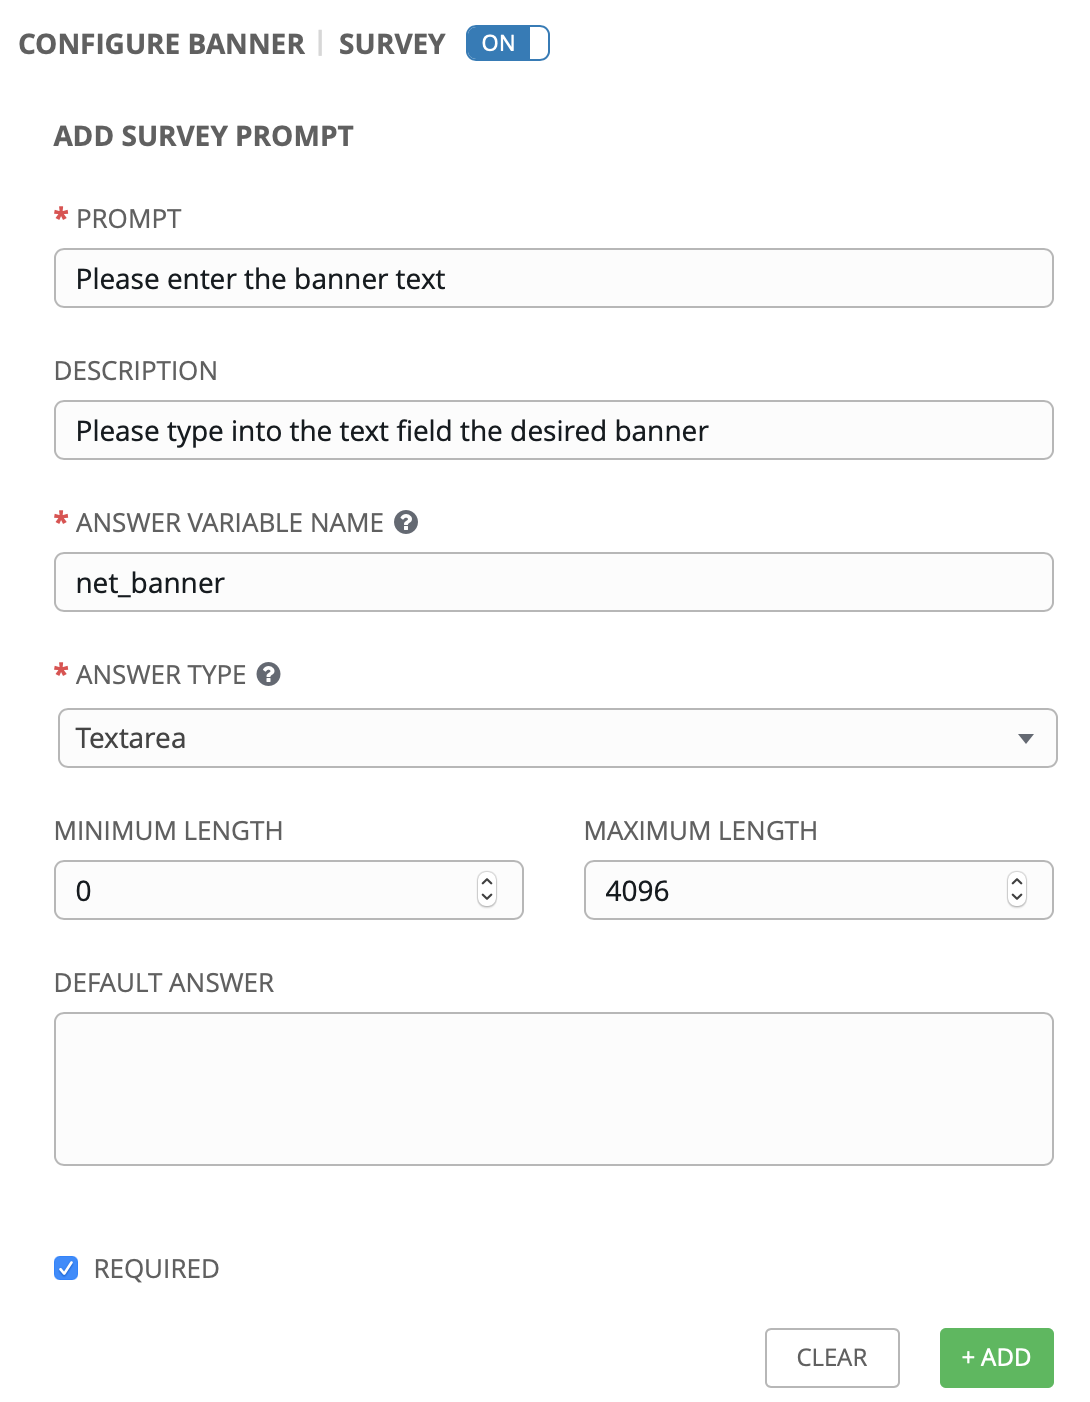 CONFIGURE BANNER | SURVEY ON
ADD SURVEY PROMPT
* PROMPT
Please enter the banner text
DESCRIPTION
Please type into the text field the desired banner
* ANSWER VARIABLE NAME ?
net_banner
* ANSWER TYPE ?
Textarea
MINIMUM LENGTH MAXIMUM LENGTH
0 4096
DEFAULT ANSWER
REQUIRED
CLEAR + ADD